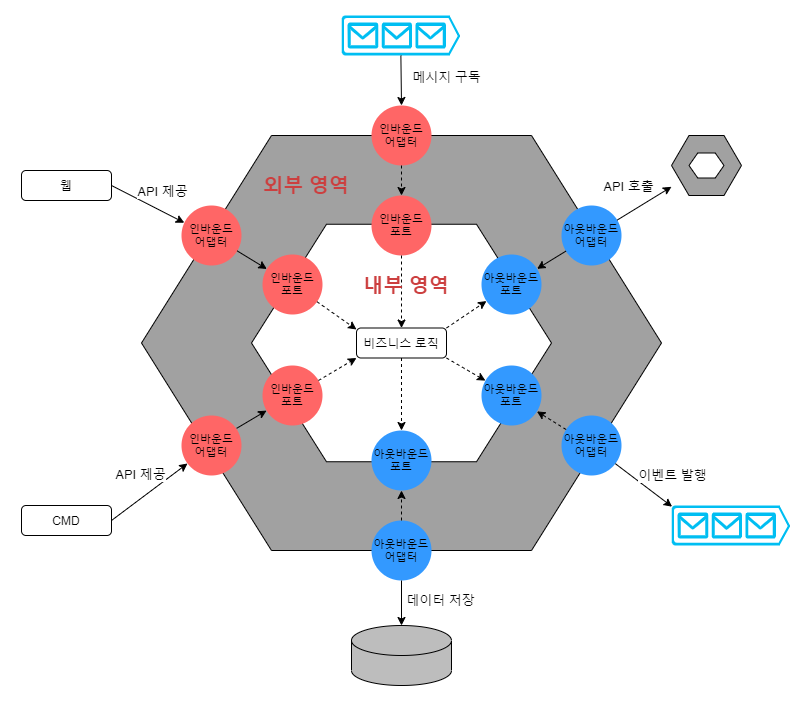 메시지 구독
인바운드
어댑터
외부 영역
웹
API 제공
API 호출
인바운드
어댑터
인바운드
포트
아웃바운드
어댑터
인바운드
포트
내부 영역
아웃바운드
포트
비즈니스 로직
인바운드
포트
아웃바운드
포트
인바운드
어댑터
아웃바운드
포트
아웃바운드
어댑터
API 제공
이벤트 발행
CMD
아웃바운드
어댑터
데이터 저장